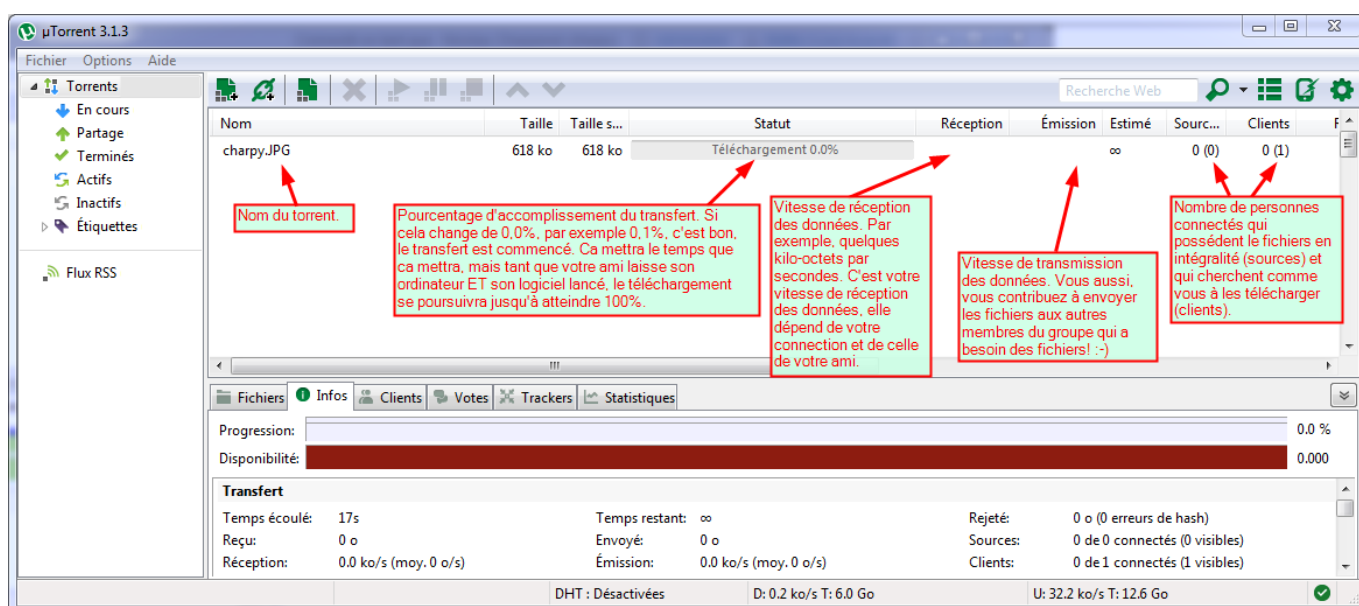 µTorrent 3.1.3
Fichier Options Aide
Torrents
En cours
Partage
Terminés
Actifs
Inactifs
Étiquettes
Flux RSS
Recherche Web
Nom Taille Taille s... Statut Réception Émission Estimé Sourc... Clients
charpy.JPG 618 ko 618 ko Téléchargement 0.0% ∞ 0 (0) 0 (1)
Nom du torrent.
Pourcentage d'accomplissement du transfert. Si
cela change de 0,0%, par exemple 0,1%, c'est bon,
le transfert est commencé. Ca mettra le temps que
ca mettra, mais tant que votre ami laisse son
ordinateur ET son logiciel lancé, le téléchargement
se poursuivra jusqu'à atteindre 100%.
Vitesse de réception
des données. Par
exemple, quelques
kilo-octets par
secondes. C'est votre
vitesse de réception
des données, elle
dépend de votre
connection et de celle
de votre ami.
Vitesse de transmission
des données. Vous aussi,
vous contribuez à envoyer
les fichiers aux autres
membres du groupe qui a
besoin des fichiers! :-)
Nombre de personnes
connectés qui
possédent le fichiers en
intégralité (sources) et
qui cherchent comme
vous à les télécharger
(clients).
Fichiers Infos Clients Votes Trackers Statistiques
Progression: 0.0 %
Disponibilité: 0.000
Transfert
Temps écoulé: 17s Temps restant: ∞ Rejeté: 0 o (0 erreurs de hash)
Reçu: 0 o Envoyé: 0 o Sources: 0 de 0 connectés (0 visibles)
Réception: 0.0 ko/s (moy. 0 o/s) Émission: 0.0 ko/s (moy. 0 o/s) Clients: 0 de 1 connectés (1 visibles)
DHT : Désactivées D: 0.2 ko/s T: 6.0 Go U: 32.2 ko/s T: 12.6 Go